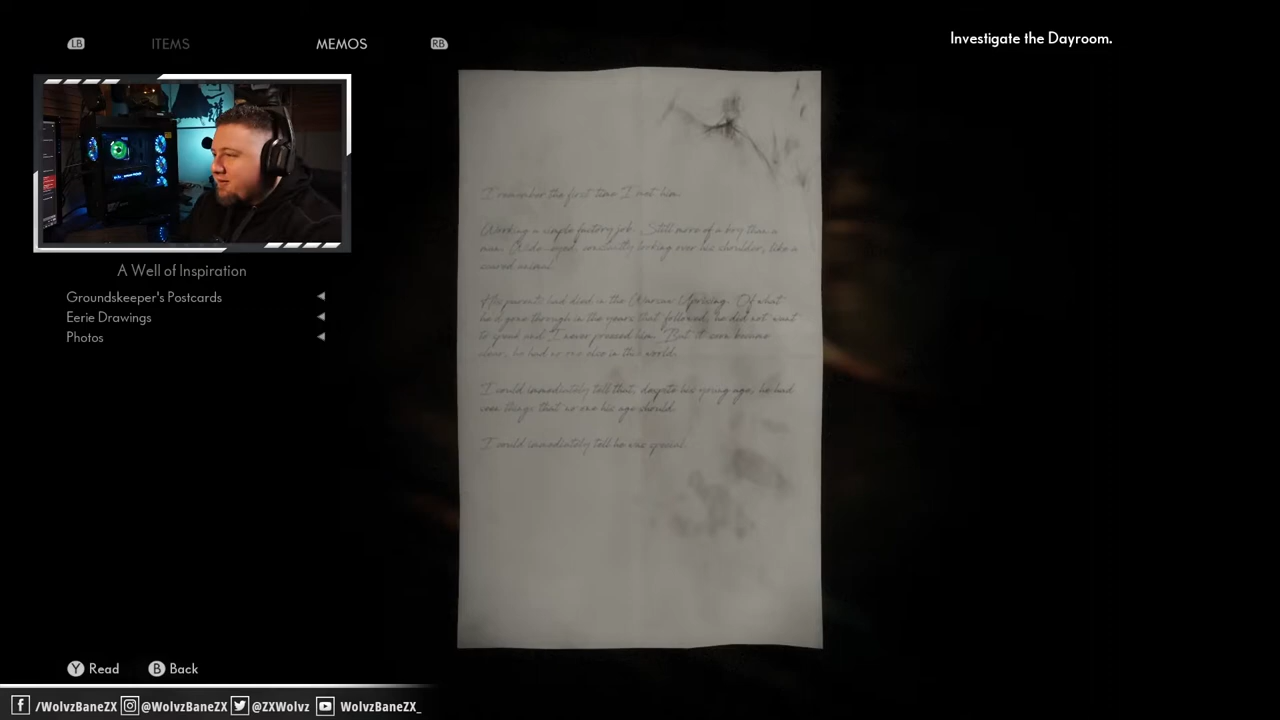 LB ITEMS MEMOS RB
Investigate the Dayroom.
A Well of Inspiration
Groundskeeper's Postcards
Eerie Drawings
Photos
I remember the first time I met him.
Working a simple factory job. Still more of a boy than a
man. Wide-eyed, constantly looking over his shoulder, like a
scared animal.
His parents had died in the Warsaw Uprising. Of what
he'd gone through in the years that followed, he did not want
to speak and I never pressed him. But it soon became
clear, he had no one else in this world.
I could immediately tell that, despite his young age, he had
seen things that no one his age should.
I could immediately tell he was special.
Y Read B Back
/WolvzBaneZX @WolvzBaneZX @ZXWolvz WolvzBaneZX_